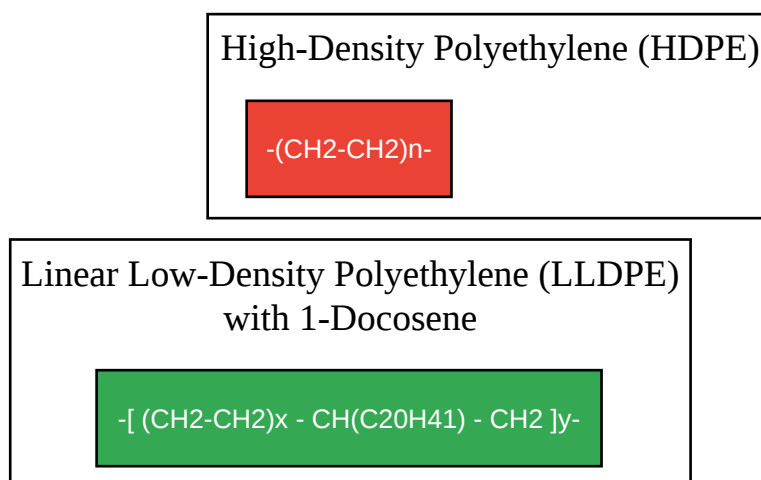 High-Density Polyethylene (HDPE)
-(CH2-CH2)n-
Linear Low-Density Polyethylene (LLDPE)
with 1-Docosene
-[ (CH2-CH2)x - CH(C20H41) - CH2 ]y-